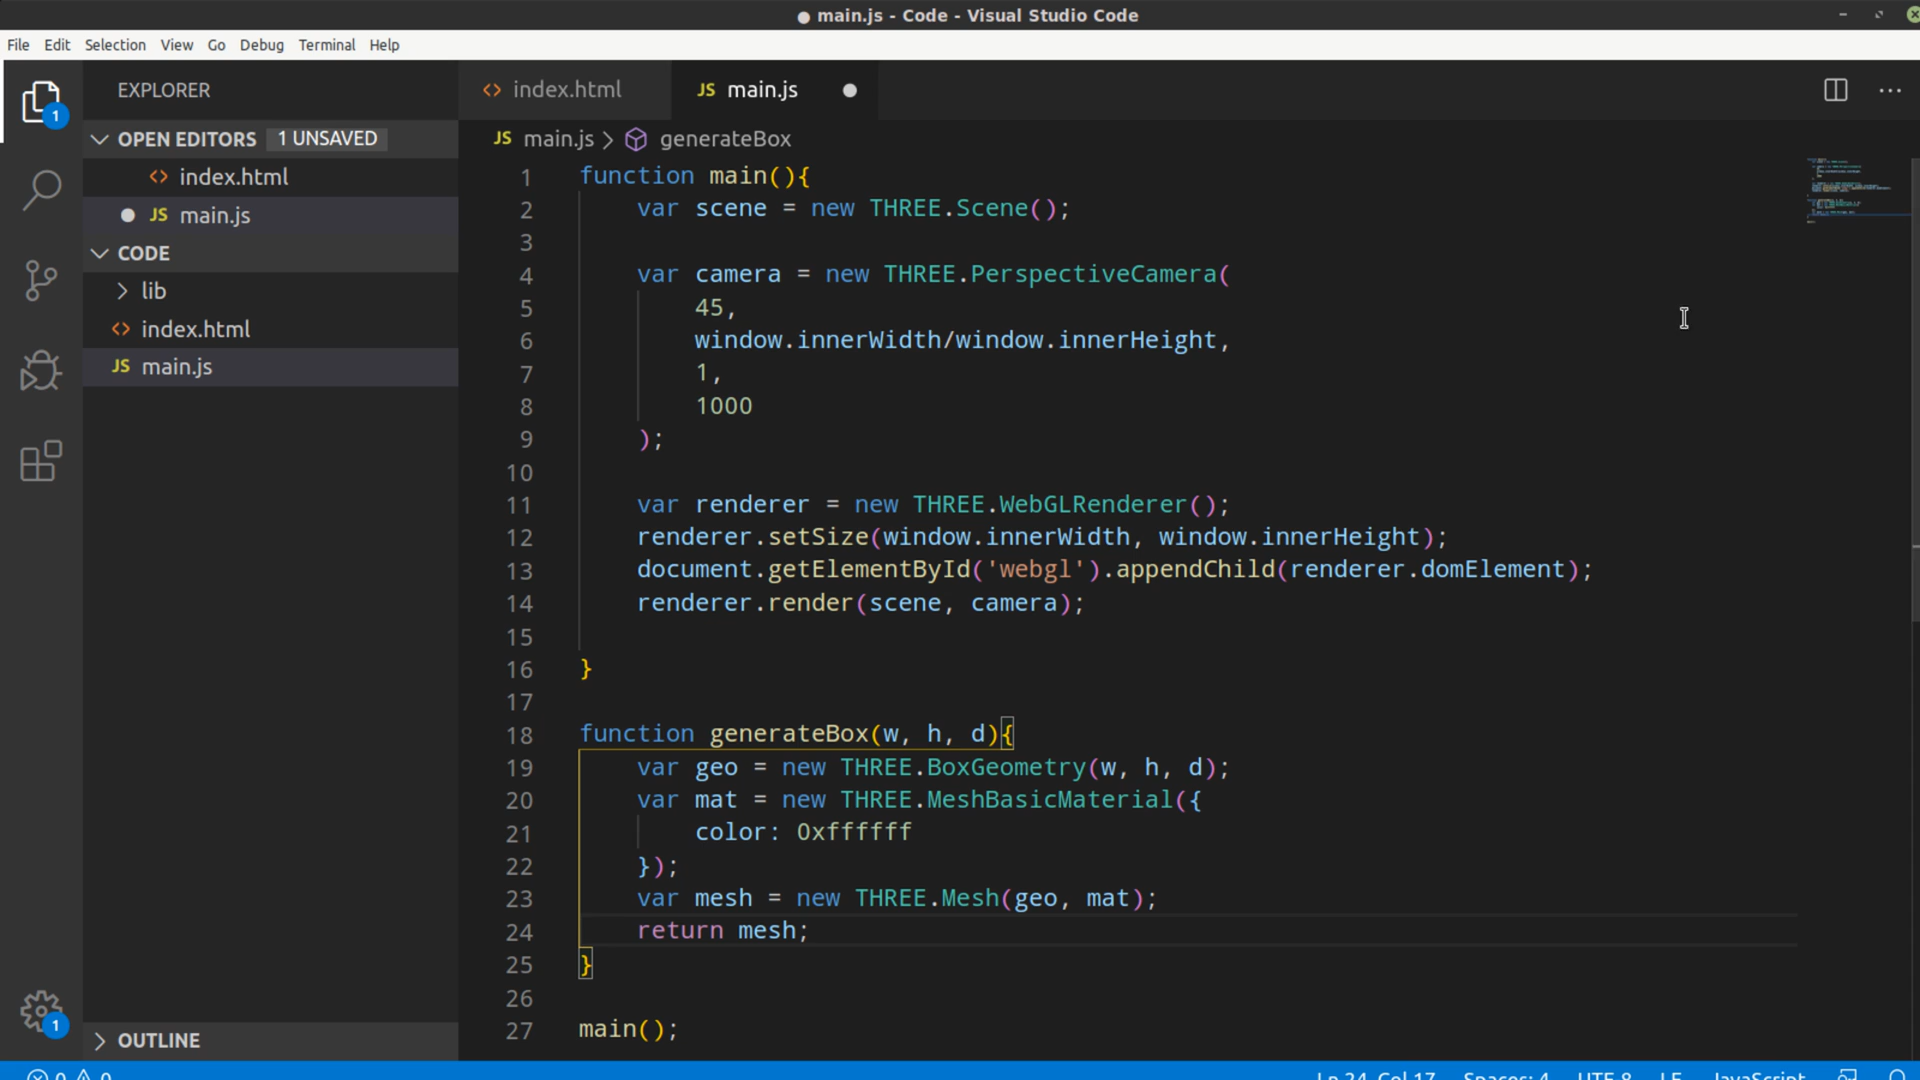 main.js - Code - Visual Studio Code
File Edit Selection View Go Debug Terminal Help
EXPLORER
OPEN EDITORS 1 UNSAVED
index.html
JS main.js
CODE
lib
index.html
JS main.js
OUTLINE
1
1
index.html JS main.js
JS main.js > generateBox
1 function main(){
2 var scene = new THREE.Scene();
3
4 var camera = new THREE.PerspectiveCamera(
5 45,
6 window.innerWidth/window.innerHeight,
7 1,
8 1000
9 );
10
11 var renderer = new THREE.WebGLRenderer();
12 renderer.setSize(window.innerWidth, window.innerHeight);
13 document.getElementById('webgl').appendChild(renderer.domElement);
14 renderer.render(scene, camera);
15
16 }
17
18 function generateBox(w, h, d){
19 var geo = new THREE.BoxGeometry(w, h, d);
20 var mat = new THREE.MeshBasicMaterial({
21 color: 0xffffff
22 });
23 var mesh = new THREE.Mesh(geo, mat);
24 return mesh;
25 }
26
27 main();
0 0 Ln 24, Col 17 Spaces: 4 UTF-8 LF JavaScript